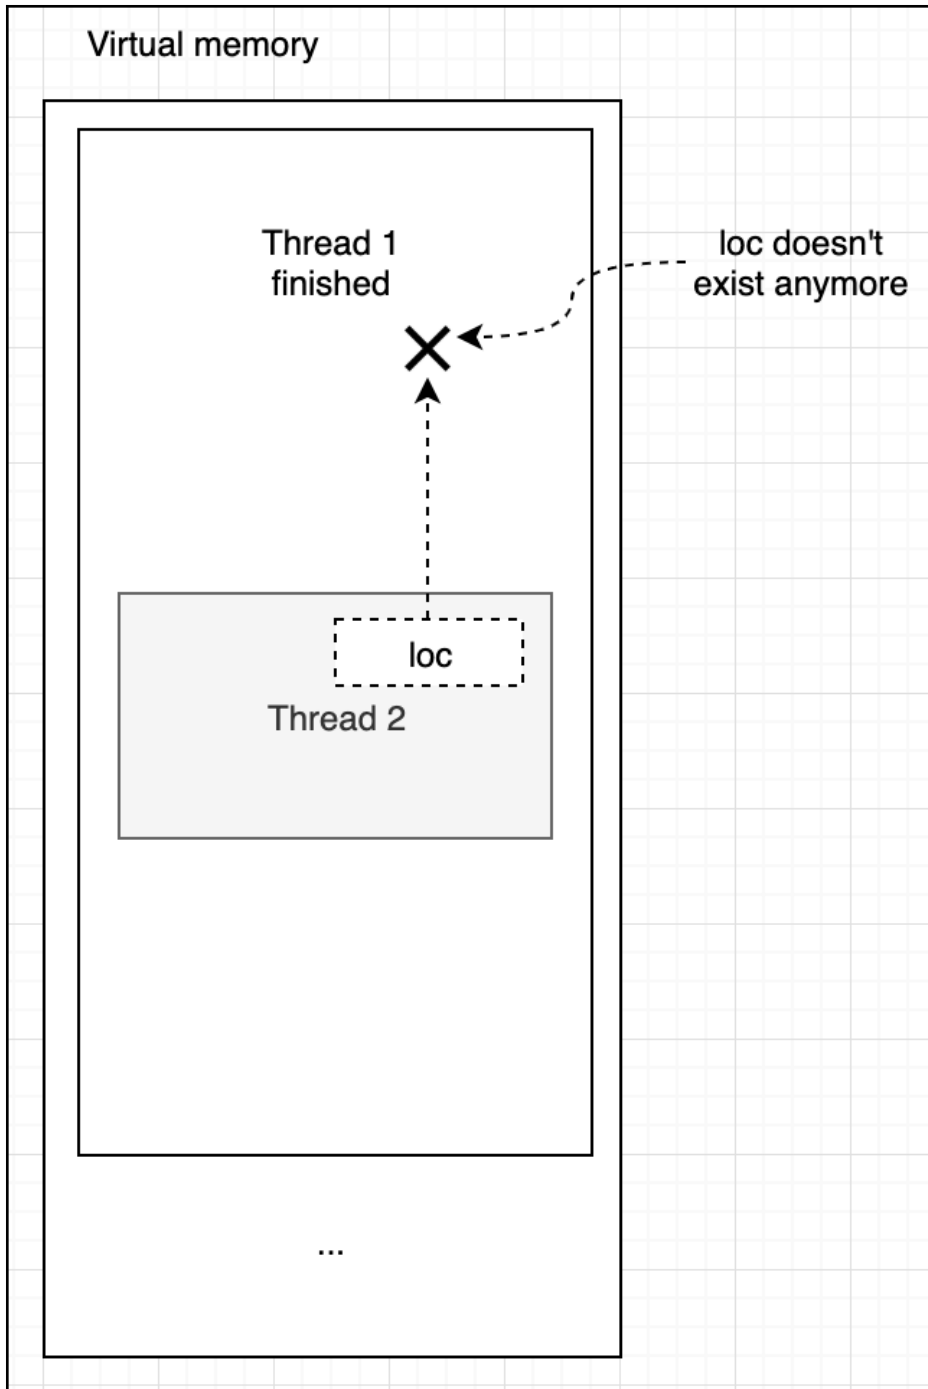 Virtual memory
Thread 1
finished
loc doesn't
exist anymore
loc
Thread 2
...